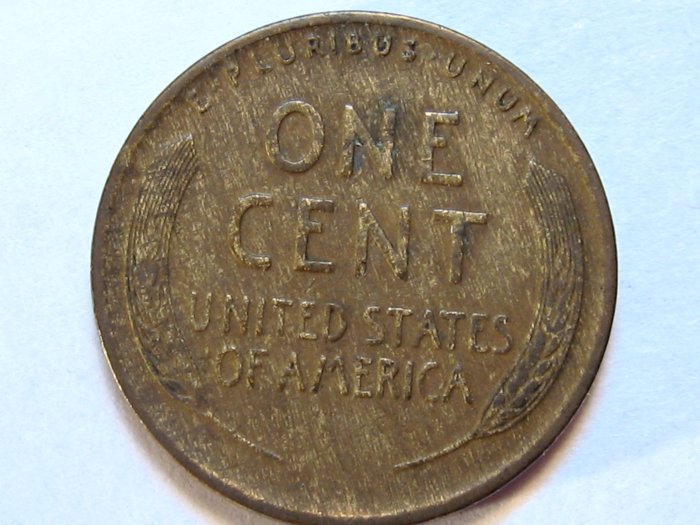 E·PLURIBUS·UNUM
ONE
CENT
UNITED STATES
OF AMERICA